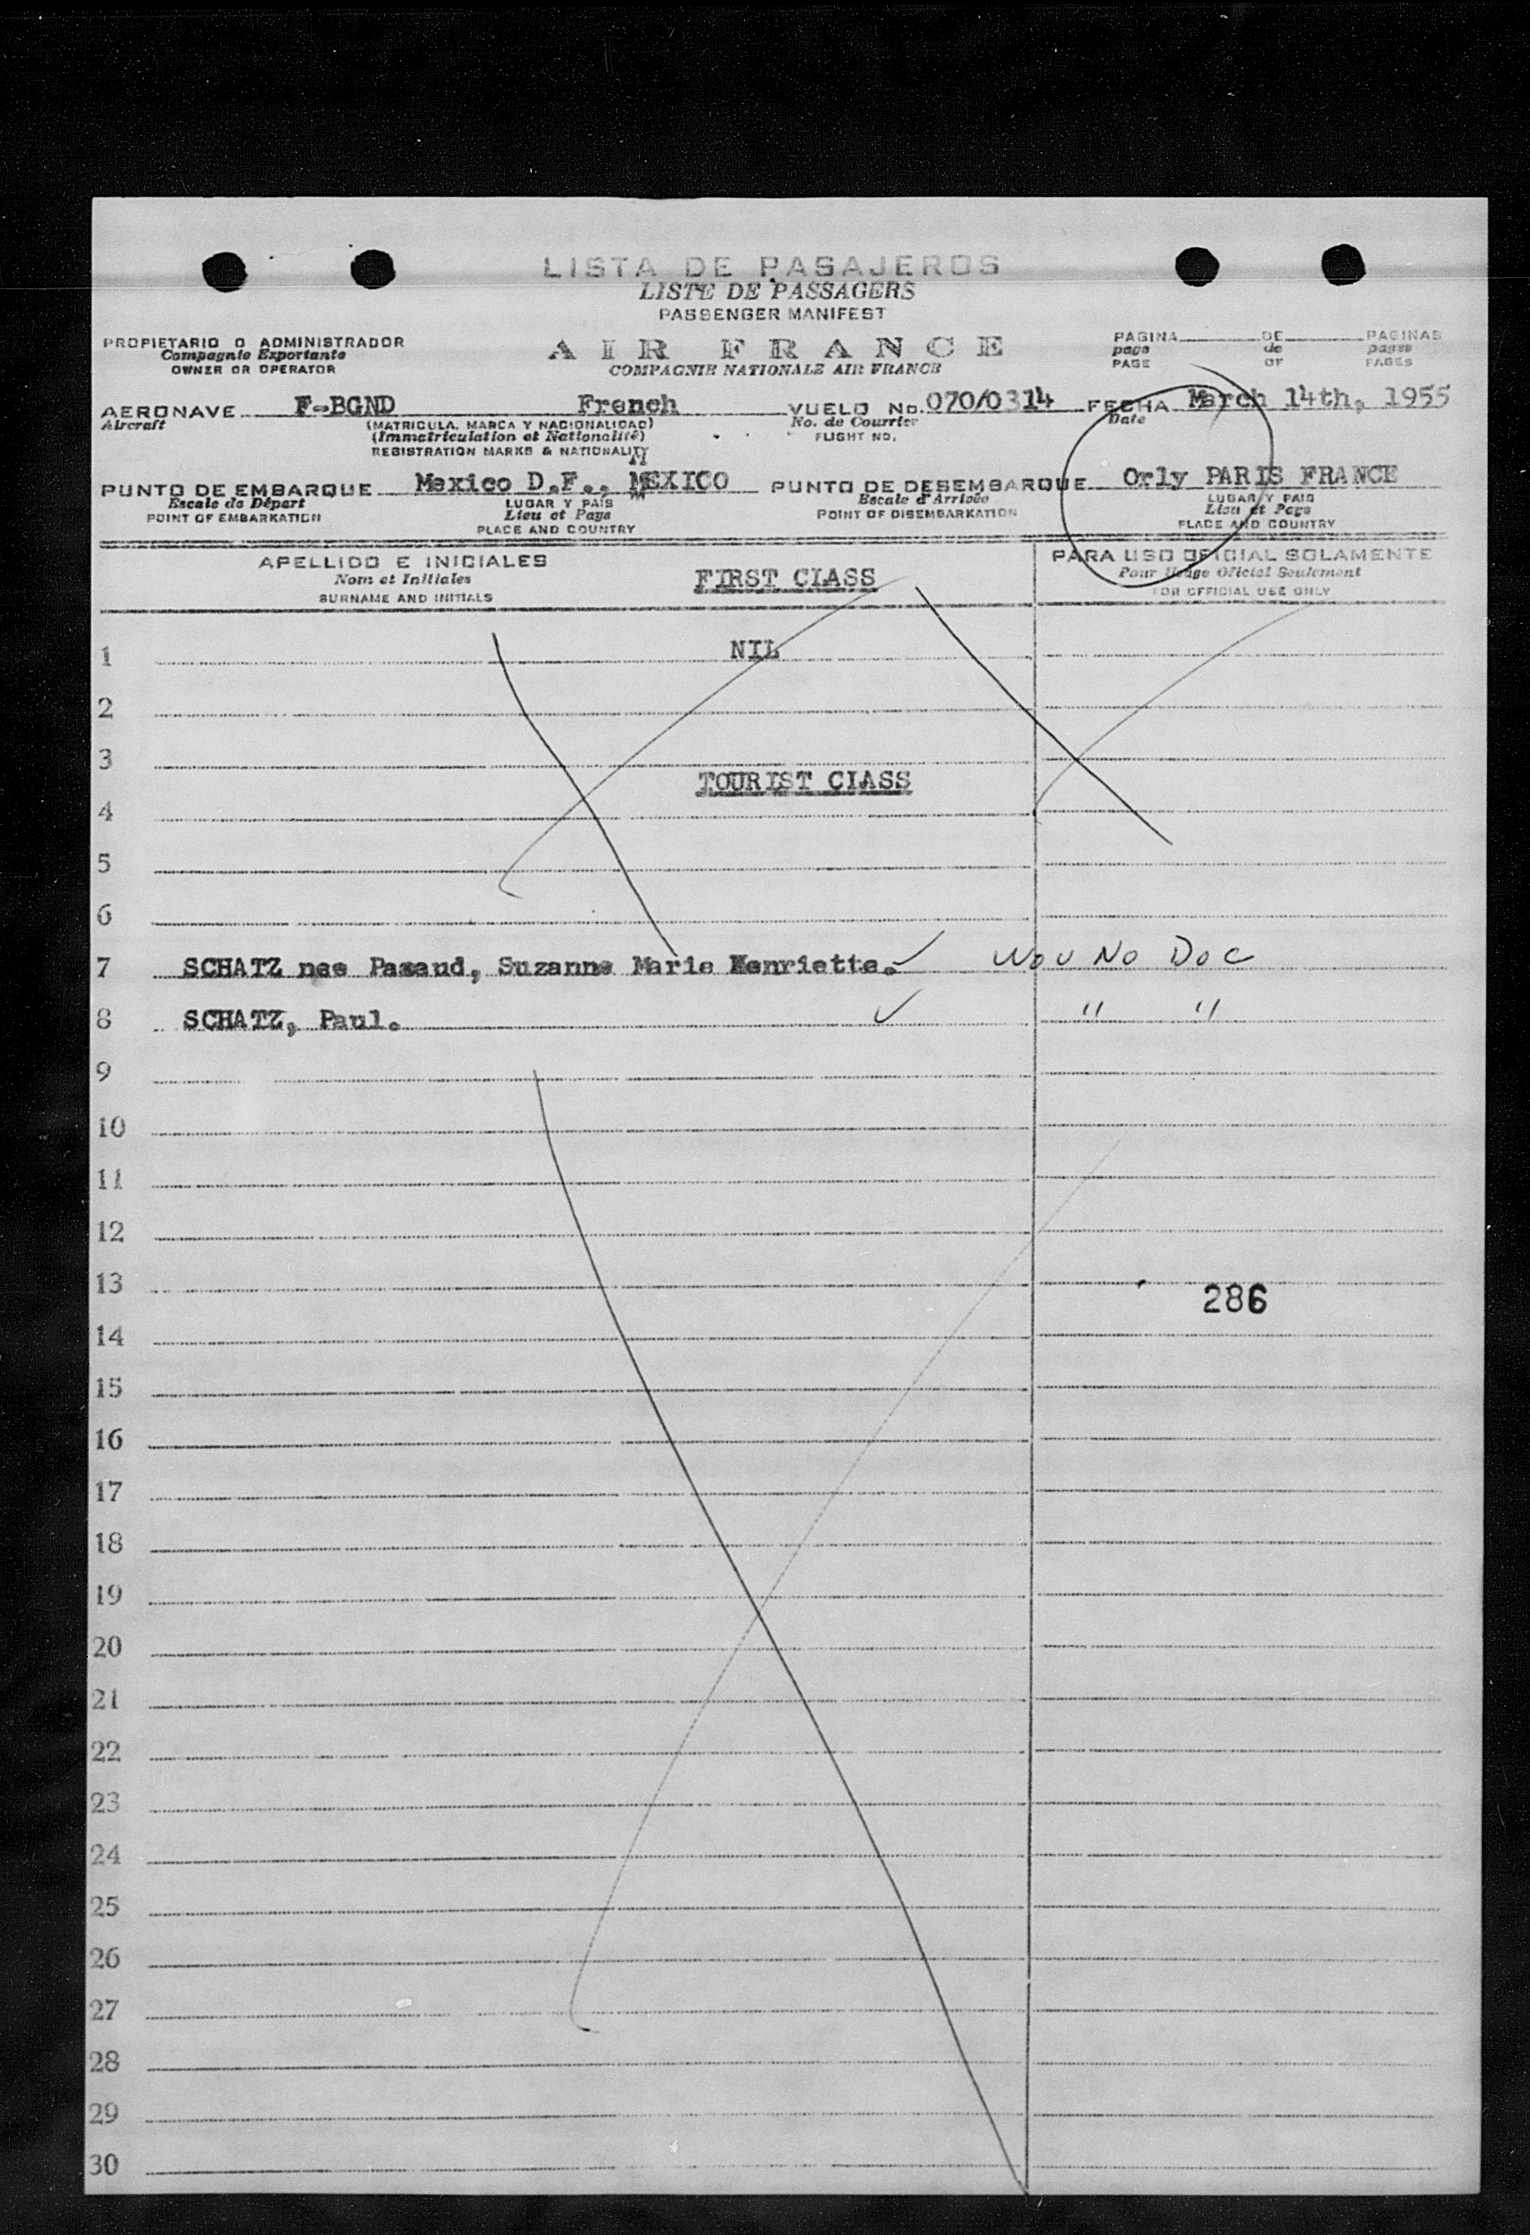 LISTA DE PASAJEROS
LISTE DE PASSAGERS
PASSENGER MANIFEST
PROPIETARIO O ADMINISTRADOR
Compagnie Exportante
OWNER OR OPERATOR
AIR FRANCE
COMPAGNIE NATIONALE AIR FRANCE
PAGINA DE PAGINAS
page de pages
PAGE OF PAGES
AERONAVE F-BGND French VUELO No. 070/0314 FECHA March 14th, 1955
Aircraft (MATRICULA, MARCA Y NACIONALIDAD) No. de Courrier Date
(Immatriculation et Nationalité) FLIGHT NO.
REGISTRATION MARKS & NATIONALITY
PUNTO DE EMBARQUE Mexico D.F., MEXICO PUNTO DE DESEMBARQUE Orly PARIS FRANCE
Escale de Départ LUGAR Y PAIS Escale d'Arrivée LUGAR Y PAIS
POINT OF EMBARKATION Lieu et Pays POINT OF DISEMBARKATION Lieu et Pays
PLACE AND COUNTRY PLACE AND COUNTRY
APELLIDO E INICIALES FIRST CLASS PARA USO OFICIAL SOLAMENTE
Nom et Initiales Pour Usage Oficiel Seulement
SURNAME AND INITIALS FOR OFFICIAL USE ONLY
1 NIL
2
3
TOURIST CLASS
4
5
6
7 SCHATZ nee Pazaud, Suzanne Marie Henriette. No Doc
8 SCHATZ, Paul. " "
9
10
11
12
13
286
14
15
16
17
18
19
20
21
22
23
24
25
26
27
28
29
30